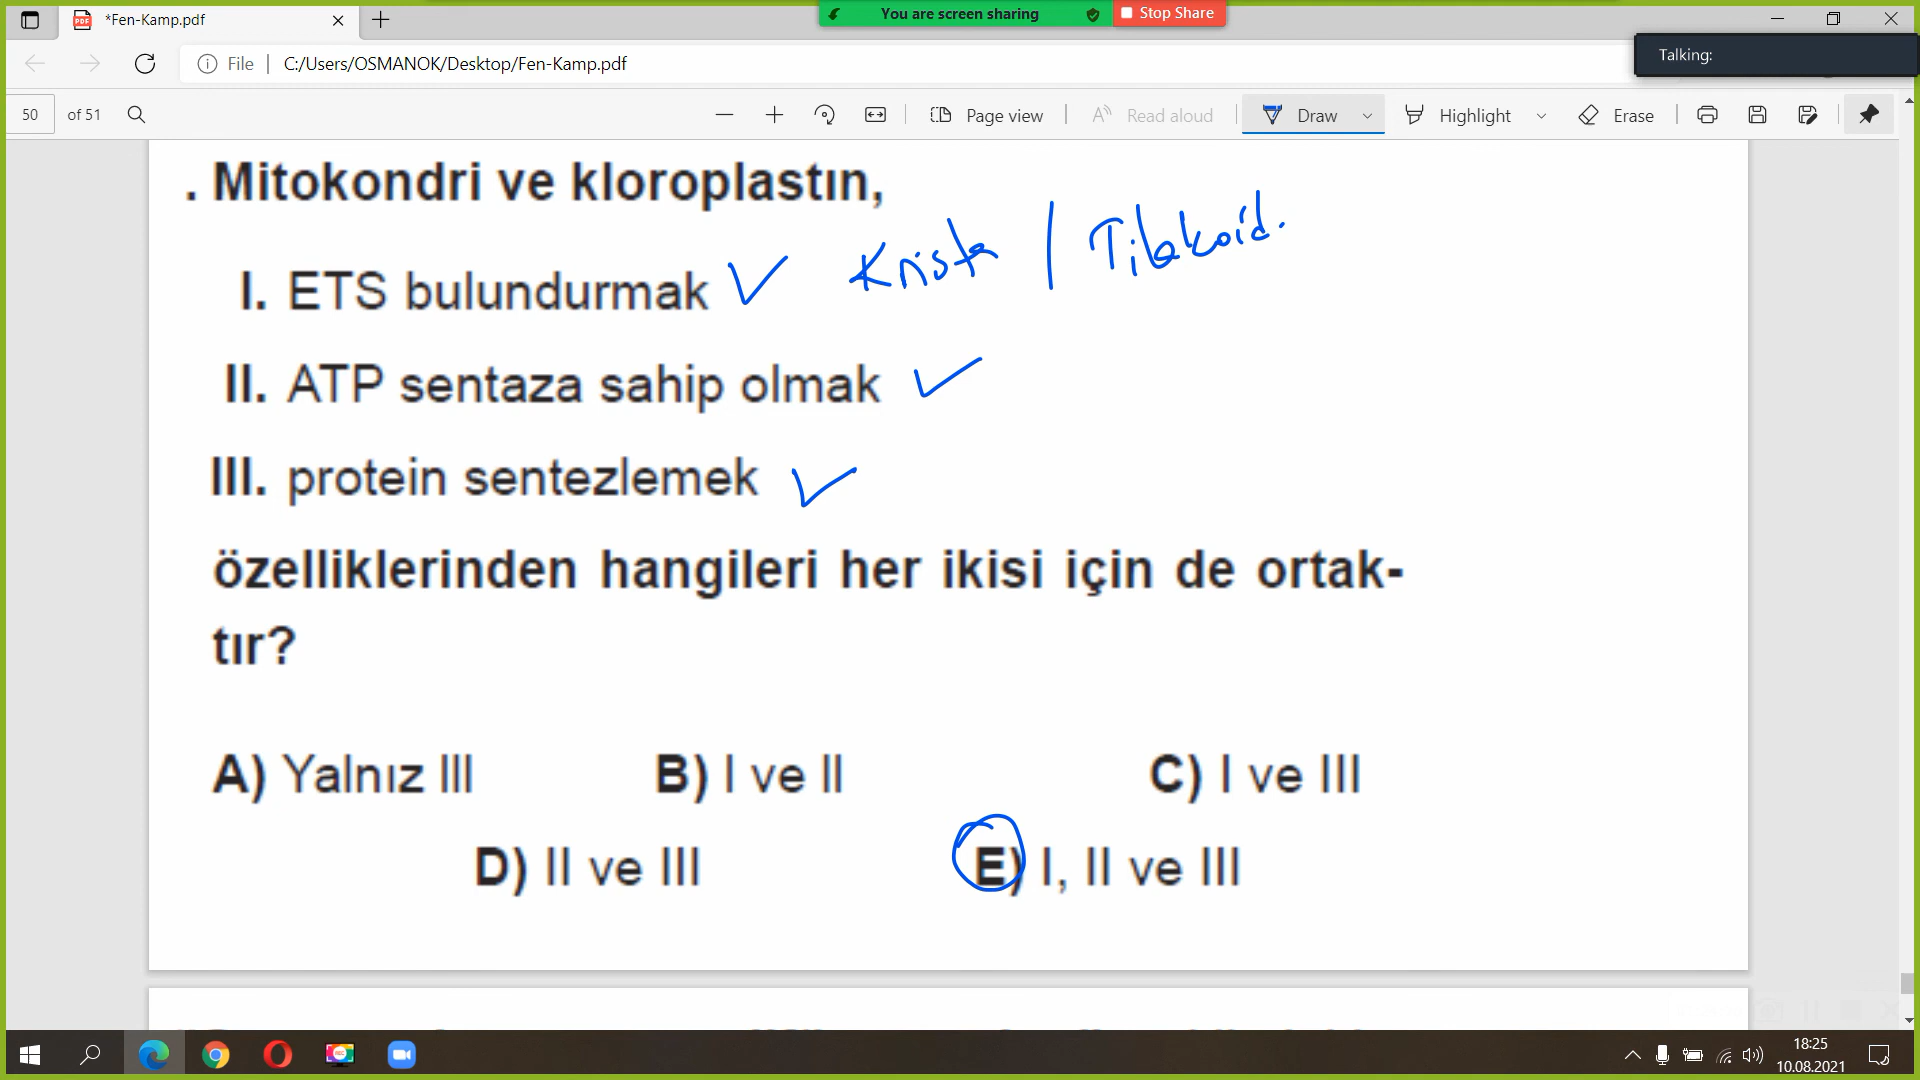 *Fen-Kamp.pdf
You are screen sharing
Stop Share
Talking:
File
C:/Users/OSMANOK/Desktop/Fen-Kamp.pdf
50 of 51
Page view
Read aloud
Draw
Highlight
Erase
. Mitokondri ve kloroplastın,
I. ETS bulundurmak Krista | Tilakoid.
II. ATP sentaza sahip olmak
III. protein sentezlemek
özelliklerinden hangileri her ikisi için de ortak-
tır?
A) Yalnız III B) I ve II C) I ve III
D) II ve III E) I, II ve III
18:25
10.08.2021